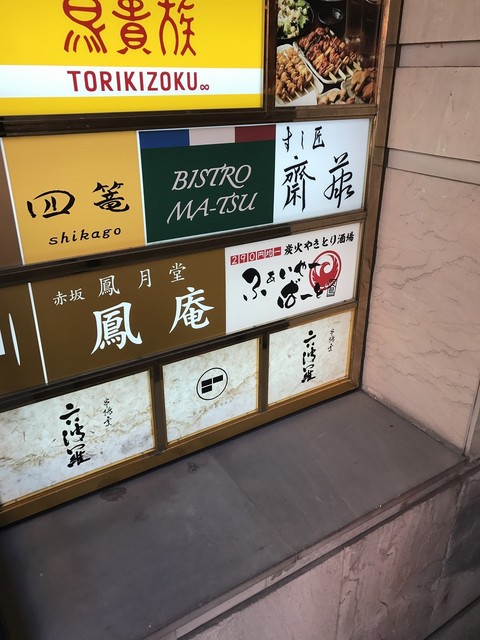 鳥貴族
TORIKIZOKU∞
四篭
shikago
BISTRO
MA-TSU
すし匠
齋藤
赤坂 鳳月堂
鳳庵
290円均一 炭火やきとり酒場
ふぁいやー
ばーど
六波羅
六波羅